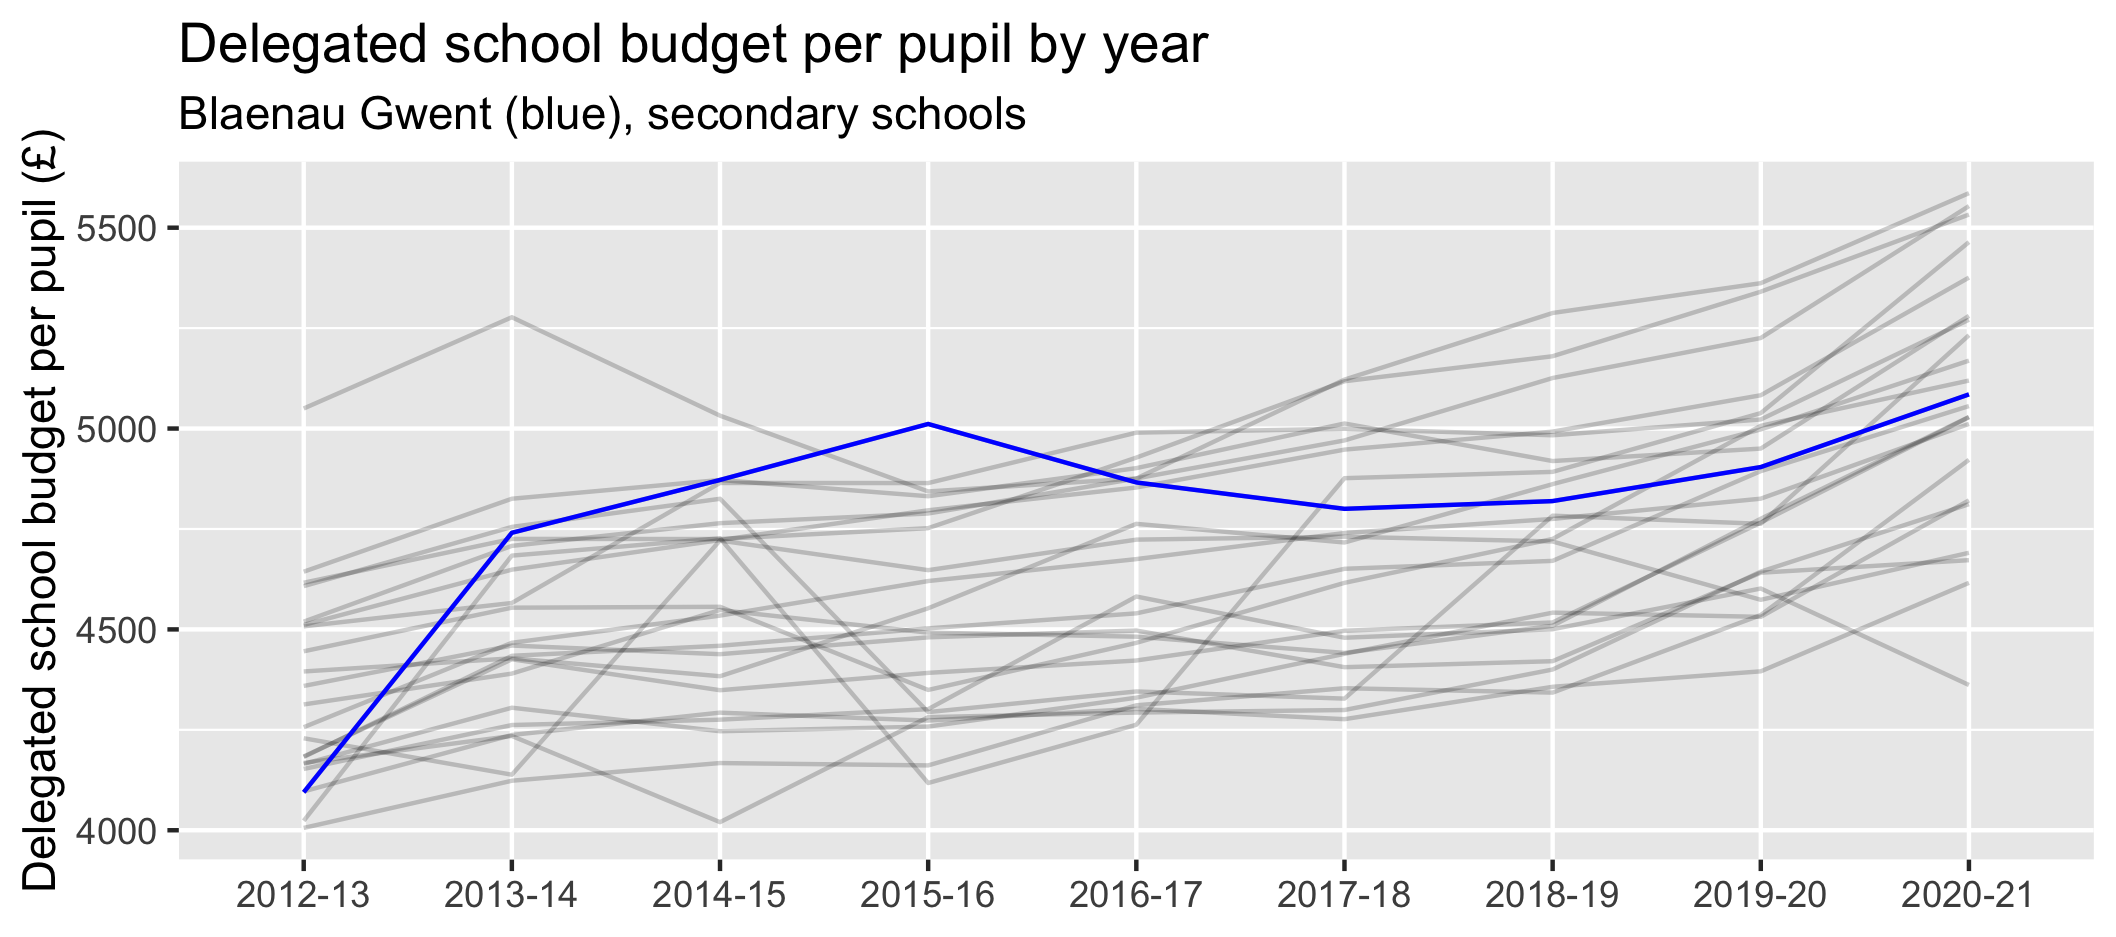 Delegated school budget per pupil by year
Blaenau Gwent (blue), secondary schools
Delegated school budget per pupil (£)
5500
5000
4500
4000
2012-13 2013-14 2014-15 2015-16 2016-17 2017-18 2018-19 2019-20 2020-21